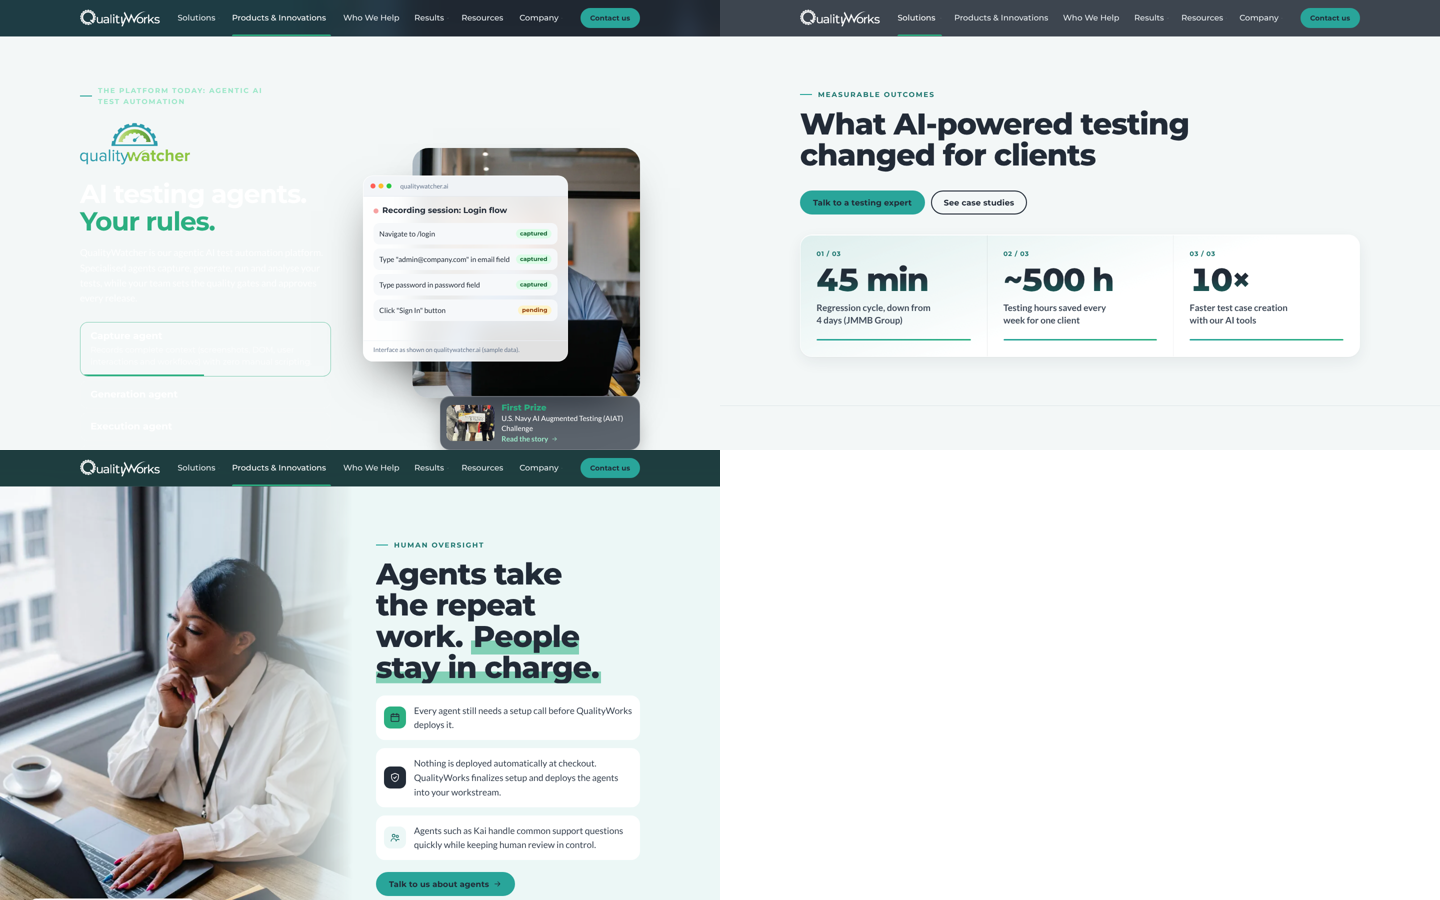 QualityWorks Solutions Products & Innovations Who We Help Results Resources Company Contact us
THE PLATFORM TODAY: AGENTIC AI
TEST AUTOMATION
qualitywatcher
AI testing agents.
Your rules.
Capture agent
Generation agent
Execution agent
qualitywatcher.ai
Recording session: Login flow
Navigate to /login captured
Type "admin@company.com" in email field captured
Type password in password field captured
Click "Sign In" button pending
Interface as shown on qualitywatcher.ai (sample data).
First Prize
U.S. Navy AI Augmented Testing (AIAT)
Challenge
Read the story →
QualityWorks Solutions Products & Innovations Who We Help Results Resources Company Contact us
MEASURABLE OUTCOMES
What AI-powered testing
changed for clients
Talk to a testing expert See case studies
01 / 03
45 min
Regression cycle, down from
4 days (JMMB Group)
02 / 03
~500 h
Testing hours saved every
week for one client
03 / 03
10×
Faster test case creation
with our AI tools
QualityWorks Solutions Products & Innovations Who We Help Results Resources Company Contact us
HUMAN OVERSIGHT
Agents take
the repeat
work. People
stay in charge.
Every agent still needs a setup call before QualityWorks
deploys it.
Nothing is deployed automatically at checkout.
QualityWorks finalizes setup and deploys the agents
into your workstream.
Agents such as Kai handle common support questions
quickly while keeping human review in control.
Talk to us about agents →